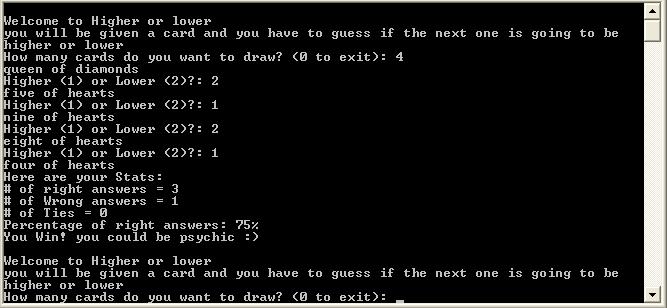 Welcome to Higher or lower
you will be given a card and you have to guess if the next one is going to be
higher or lower
How many cards do you want to draw? (0 to exit): 4
queen of diamonds
Higher (1) or Lower (2)?: 2
five of hearts
Higher (1) or Lower (2)?: 1
nine of hearts
Higher (1) or Lower (2)?: 2
eight of hearts
Higher (1) or Lower (2)?: 1
four of hearts
Here are your Stats:
# of right answers = 3
# of Wrong answers = 1
# of Ties = 0
Percentage of right answers: 75%
You Win! you could be psychic :)
Welcome to Higher or lower
you will be given a card and you have to guess if the next one is going to be
higher or lower
How many cards do you want to draw? (0 to exit): _